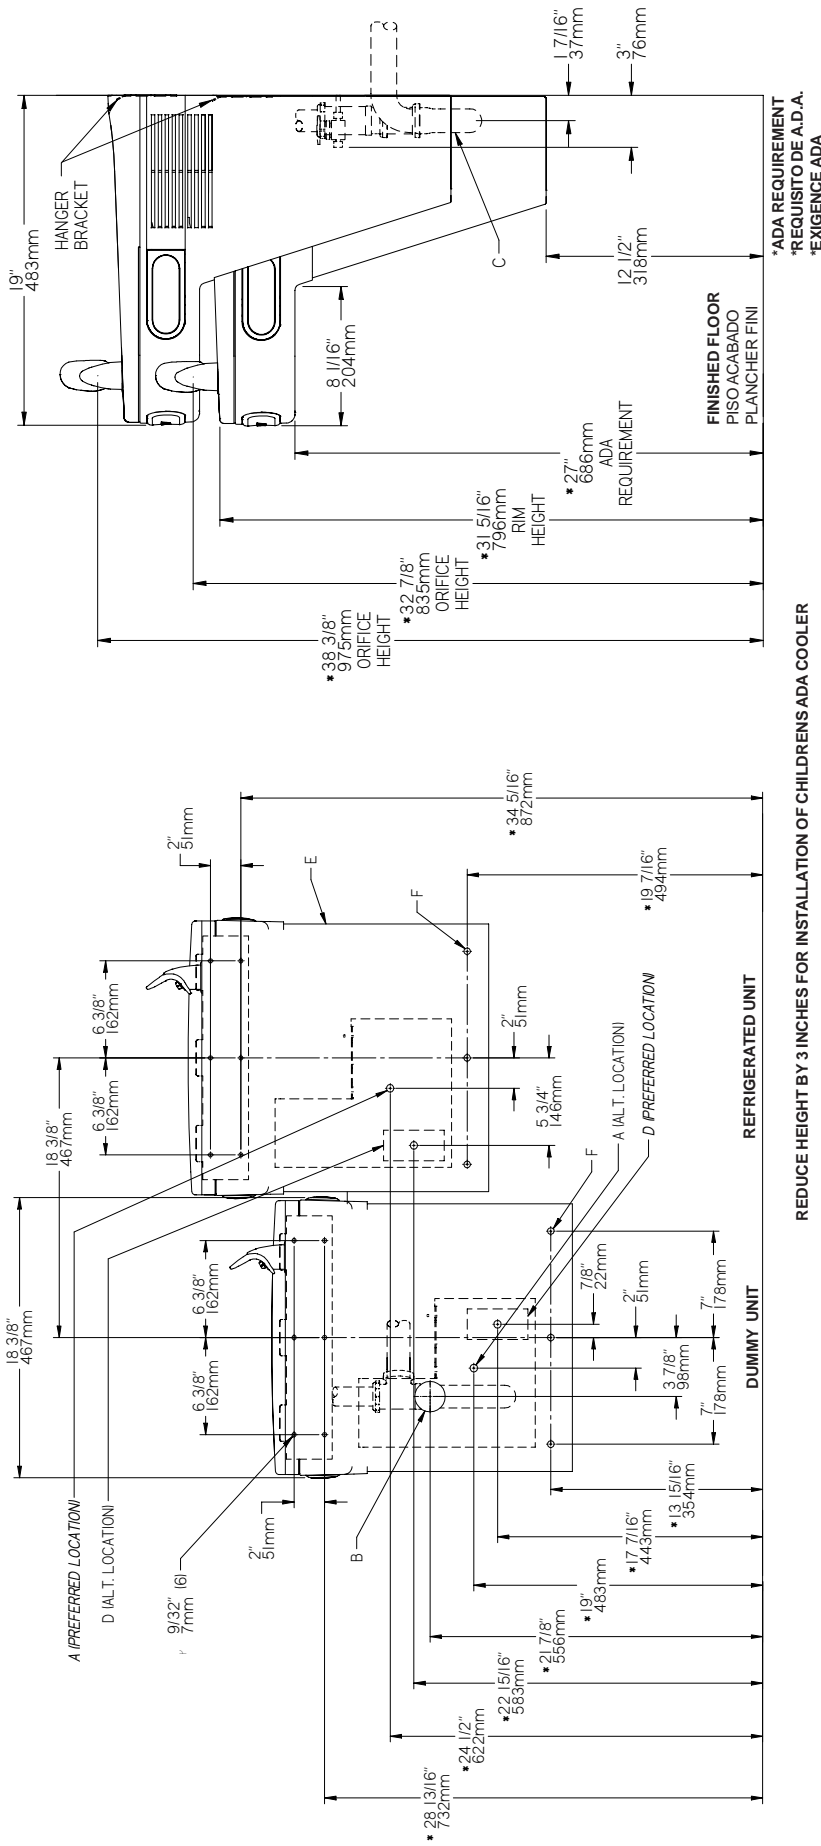 19"
483mm
HANGER
BRACKET
1 7/16"
37mm
3"
76mm
C
8 1/16"
204mm
12 1/2"
318mm
FINISHED FLOOR
PISO ACABADO
PLANCHER FINI
*27"
686mm
ADA
REQUIREMENT
*31 5/16"
796mm
RIM
HEIGHT
*32 7/8"
835mm
ORIFICE
HEIGHT
*38 3/8"
975mm
ORIFICE
HEIGHT
*ADA REQUIREMENT
*REQUISITO DE A.D.A.
*EXIGENCE ADA
18 3/8"
467mm
18 3/8"
467mm
6 3/8"
162mm
6 3/8"
162mm
2"
51mm
E
F
*34 5/16"
872mm
*19 7/16"
494mm
2"
51mm
5 3/4"
146mm
REFRIGERATED UNIT
6 3/8"
162mm
6 3/8"
162mm
A (PREFERRED LOCATION)
D (ALT. LOCATION)
9/32" (6)
7mm
2"
51mm
B
F
A (ALT. LOCATION)
D (PREFERRED LOCATION)
7/8"
22mm
2"
51mm
3 7/8"
98mm
7"
178mm
7"
178mm
DUMMY UNIT
*13 15/16"
354mm
*17 7/16"
443mm
*19"
483mm
*21 7/8"
556mm
*22 15/16"
583mm
*24 1/2"
622mm
*28 13/16"
732mm
REDUCE HEIGHT BY 3 INCHES FOR INSTALLATION OF CHILDRENS ADA COOLER